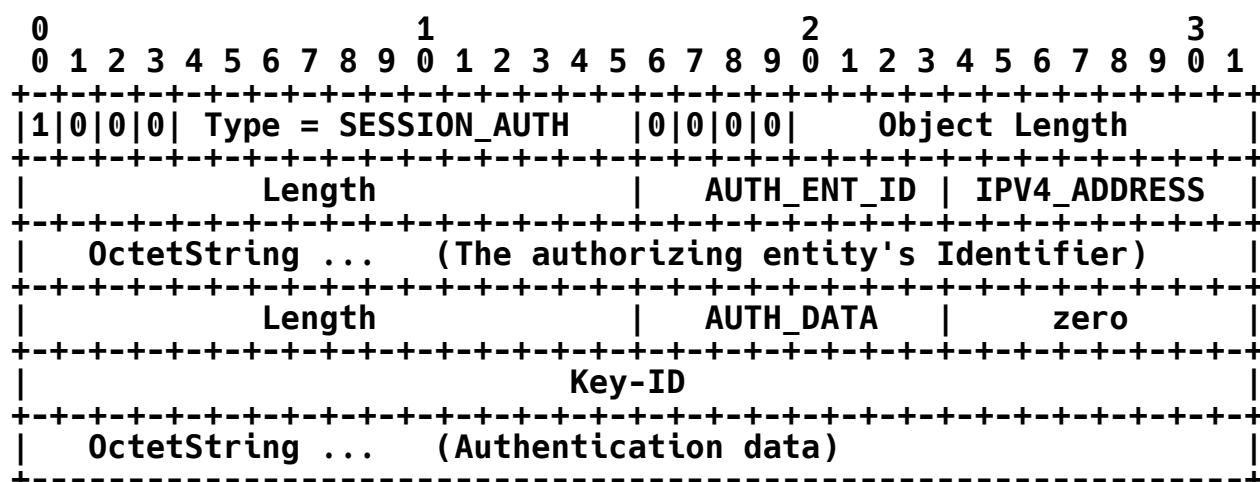 0                   1                   2                   3
 0 1 2 3 4 5 6 7 8 9 0 1 2 3 4 5 6 7 8 9 0 1 2 3 4 5 6 7 8 9 0 1
+-+-+-+-+-+-+-+-+-+-+-+-+-+-+-+-+-+-+-+-+-+-+-+-+-+-+-+-+-+-+-+-+
|1|0|0|0| Type = SESSION_AUTH   |0|0|0|0|    Object Length      |
+-+-+-+-+-+-+-+-+-+-+-+-+-+-+-+-+-+-+-+-+-+-+-+-+-+-+-+-+-+-+-+-+
|            Length             |   AUTH_ENT_ID | IPV4_ADDRESS  |
+-+-+-+-+-+-+-+-+-+-+-+-+-+-+-+-+-+-+-+-+-+-+-+-+-+-+-+-+-+-+-+-+
|   OctetString ...   (The authorizing entity's Identifier)     |
+-+-+-+-+-+-+-+-+-+-+-+-+-+-+-+-+-+-+-+-+-+-+-+-+-+-+-+-+-+-+-+-+
|            Length             |   AUTH_DATA   |     zero      |
+-+-+-+-+-+-+-+-+-+-+-+-+-+-+-+-+-+-+-+-+-+-+-+-+-+-+-+-+-+-+-+-+
|                            Key-ID                             |
+-+-+-+-+-+-+-+-+-+-+-+-+-+-+-+-+-+-+-+-+-+-+-+-+-+-+-+-+-+-+-+-+
|   OctetString ...   (Authentication data)                     |
+---------------------------------------------------------------+